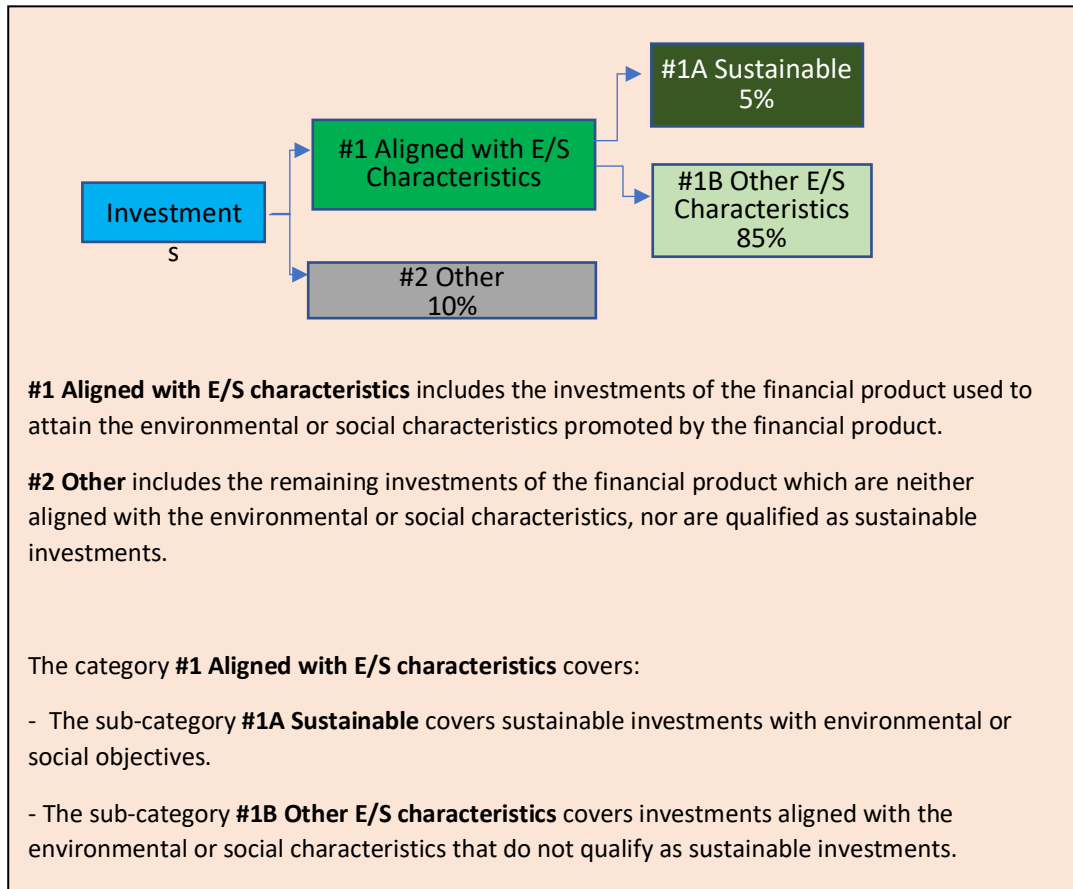 #1A Sustainable
5%
#1 Aligned with E/S
Characteristics
#1B Other E/S
Characteristics
85%
Investment
s
#2 Other
10%
#1 Aligned with E/S characteristics includes the investments of the financial product used to
attain the environmental or social characteristics promoted by the financial product.
#2 Other includes the remaining investments of the financial product which are neither
aligned with the environmental or social characteristics, nor are qualified as sustainable
investments.
The category #1 Aligned with E/S characteristics covers:
- The sub-category #1A Sustainable covers sustainable investments with environmental or
social objectives.
- The sub-category #1B Other E/S characteristics covers investments aligned with the
environmental or social characteristics that do not qualify as sustainable investments.